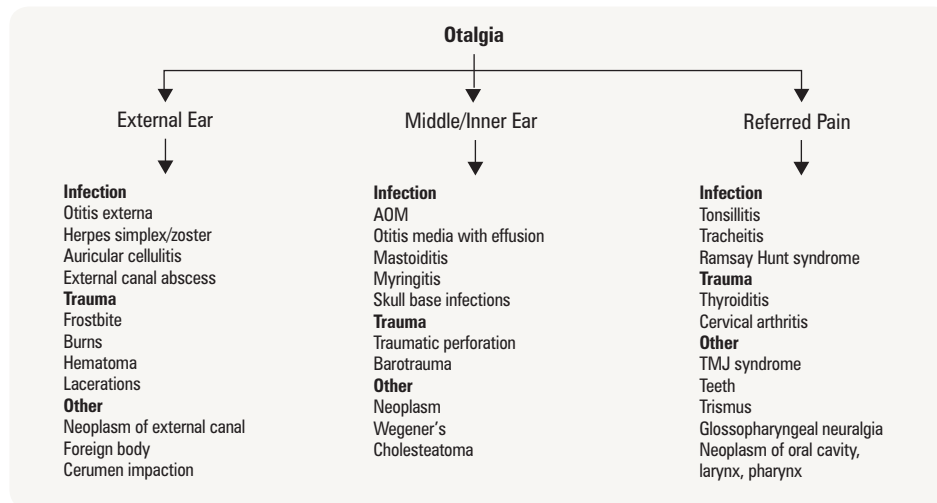 Otalgia
External Ear
Middle/Inner Ear
Referred Pain
Infection
Otitis externa
Herpes simplex/zoster
Auricular cellulitis
External canal abscess
Trauma
Frostbite
Burns
Hematoma
Lacerations
Other
Neoplasm of external canal
Foreign body
Cerumen impaction
Infection
AOM
Otitis media with effusion
Mastoiditis
Myringitis
Skull base infections
Trauma
Traumatic perforation
Barotrauma
Other
Neoplasm
Wegener's
Cholesteatoma
Infection
Tonsillitis
Tracheitis
Ramsay Hunt syndrome
Trauma
Thyroiditis
Cervical arthritis
Other
TMJ syndrome
Teeth
Trismus
Glossopharyngeal neuralgia
Neoplasm of oral cavity,
larynx, pharynx